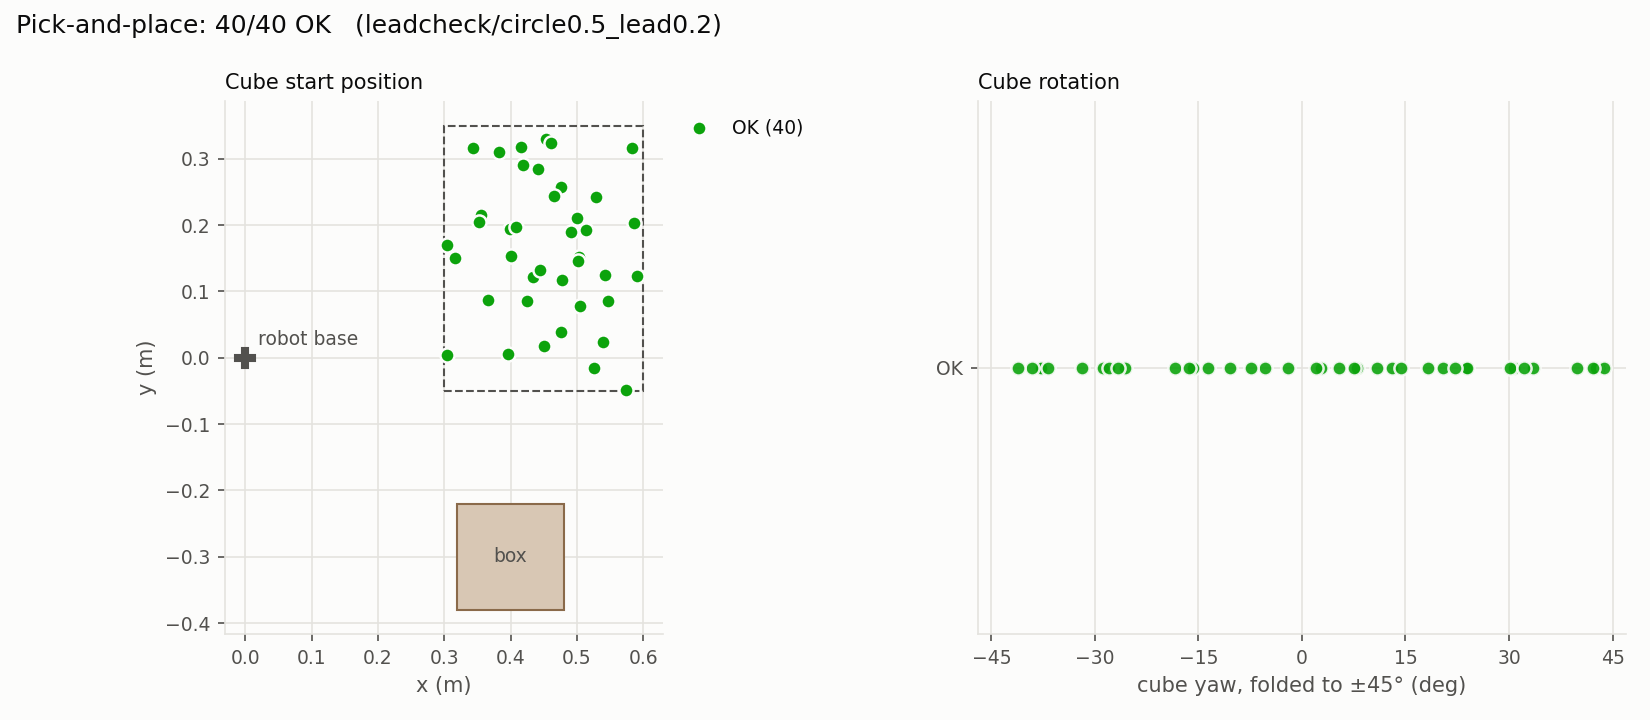 Pick-and-place: 40/40 OK (leadcheck/circle0.5_lead0.2)
Cube start position
OK (40)
0.3
0.2
0.1
0.0
−0.1
−0.2
−0.3
−0.4
y (m)
robot base
box
0.0 0.1 0.2 0.3 0.4 0.5 0.6
x (m)
Cube rotation
OK
−45 −30 −15 0 15 30 45
cube yaw, folded to ±45° (deg)